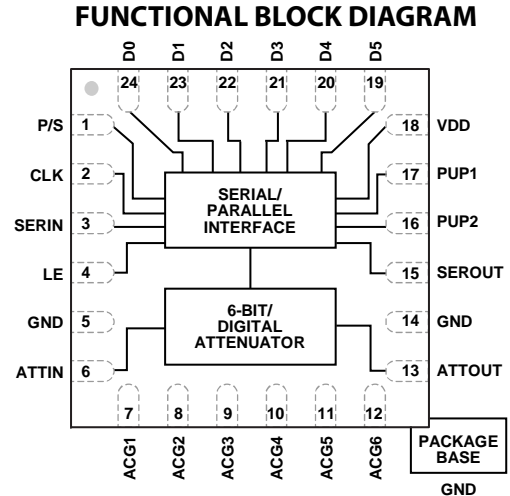 FUNCTIONAL BLOCK DIAGRAM
D0 D1 D2 D3 D4 D5
24 23 22 21 20 19
P/S 1
CLK 2
SERIN 3
LE 4
GND 5
ATTIN 6
18 VDD
17 PUP1
16 PUP2
15 SEROUT
14 GND
13 ATTOUT
SERIAL/
PARALLEL
INTERFACE
6-BIT/
DIGITAL
ATTENUATOR
7 8 9 10 11 12
ACG1 ACG2 ACG3 ACG4 ACG5 ACG6
PACKAGE
BASE
GND